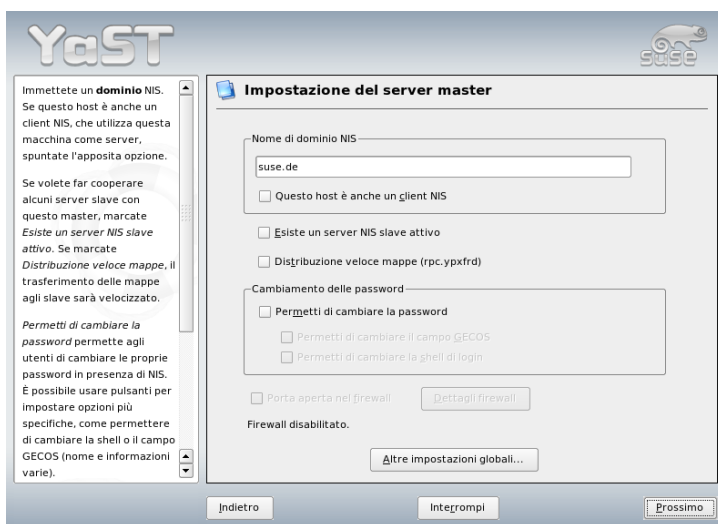 YaST
SUSE
Immettete un dominio NIS.
Se questo host è anche un
client NIS, che utilizza questa
macchina come server,
spuntate l'apposita opzione.
Se volete far cooperare
alcuni server slave con
questo master, marcate
Esiste un server NIS slave
attivo. Se marcate
Distribuzione veloce mappe, il
trasferimento delle mappe
agli slave sarà velocizzato.
Permetti di cambiare la
password permette agli
utenti di cambiare le proprie
password in presenza di NIS.
È possibile usare pulsanti per
impostare opzioni più
specifiche, come permettere
di cambiare la shell o il campo
GECOS (nome e informazioni
varie).
Impostazione del server master
Nome di dominio NIS
suse.de
Questo host è anche un client NIS
Esiste un server NIS slave attivo
Distribuzione veloce mappe (rpc.ypxfrd)
Cambiamento delle password
Permetti di cambiare la password
Permetti di cambiare il campo GECOS
Permetti di cambiare la shell di login
Porta aperta nel firewall
Dettagli firewall
Firewall disabilitato.
Altre impostazioni globali...
Indietro
Interrompi
Prossimo